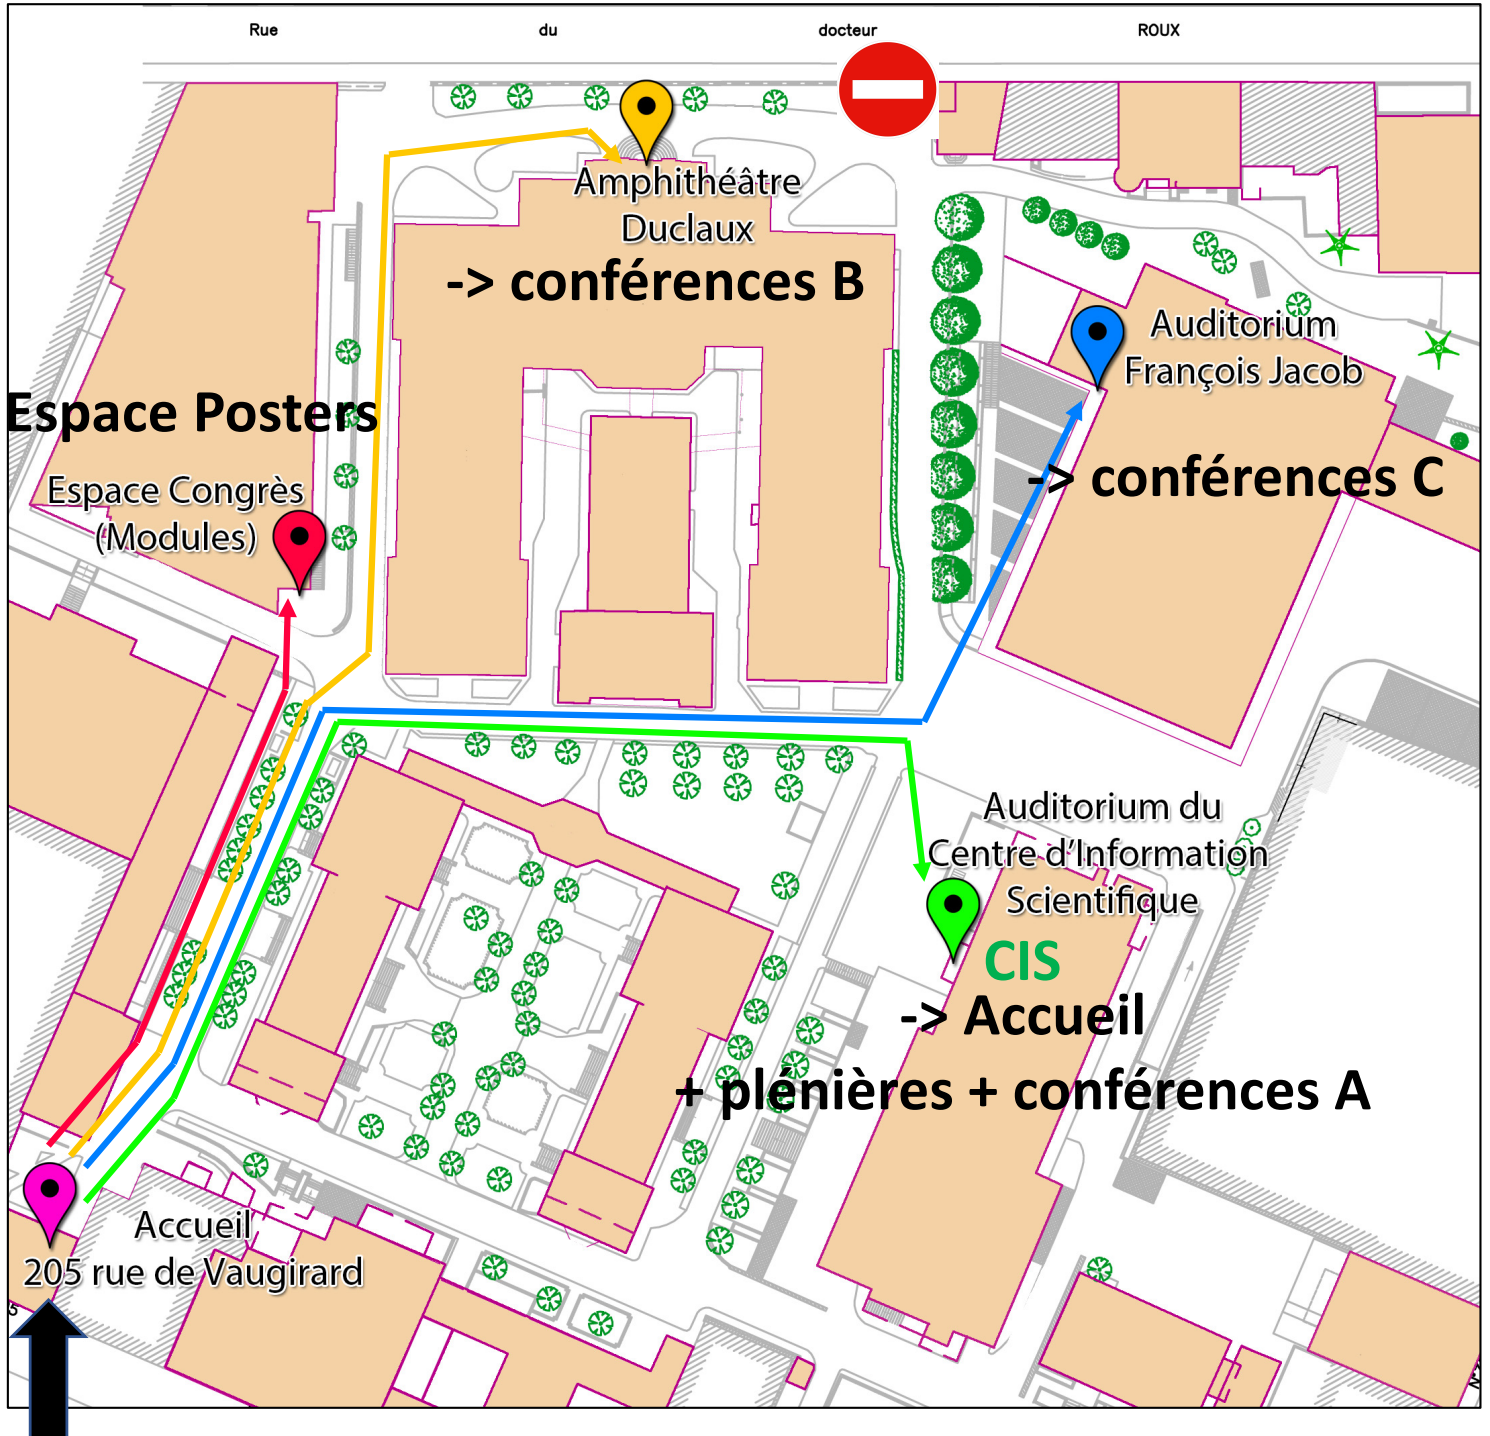 Rue du docteur ROUX
Amphithéâtre
Duclaux
-> conférences B
Auditorium
François Jacob
-> conférences C
Espace Posters
Espace Congrès
(Modules)
Auditorium du
Centre d'Information
Scientifique
CIS
-> Accueil
+ plénières + conférences A
Accueil
205 rue de Vaugirard
5